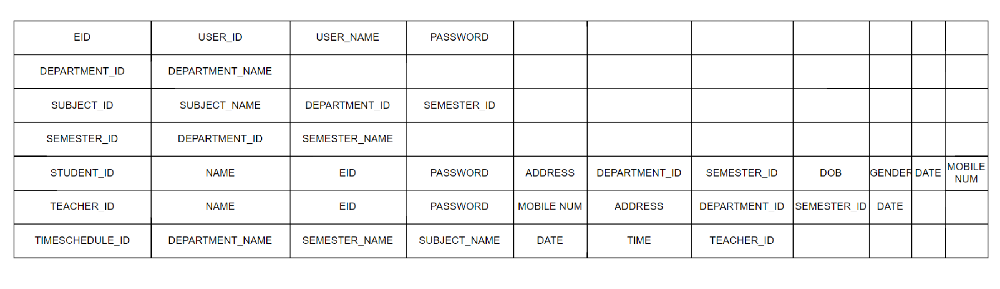 EID USER_ID USER_NAME PASSWORD
DEPARTMENT_ID DEPARTMENT_NAME
SUBJECT_ID SUBJECT_NAME DEPARTMENT_ID SEMESTER_ID
SEMESTER_ID DEPARTMENT_ID SEMESTER_NAME
STUDENT_ID NAME EID PASSWORD ADDRESS DEPARTMENT_ID SEMESTER_ID DOB GENDER DATE MOBILE NUM
TEACHER_ID NAME EID PASSWORD MOBILE NUM ADDRESS DEPARTMENT_ID SEMESTER_ID DATE
TIMESCHEDULE_ID DEPARTMENT_NAME SEMESTER_NAME SUBJECT_NAME DATE TIME TEACHER_ID